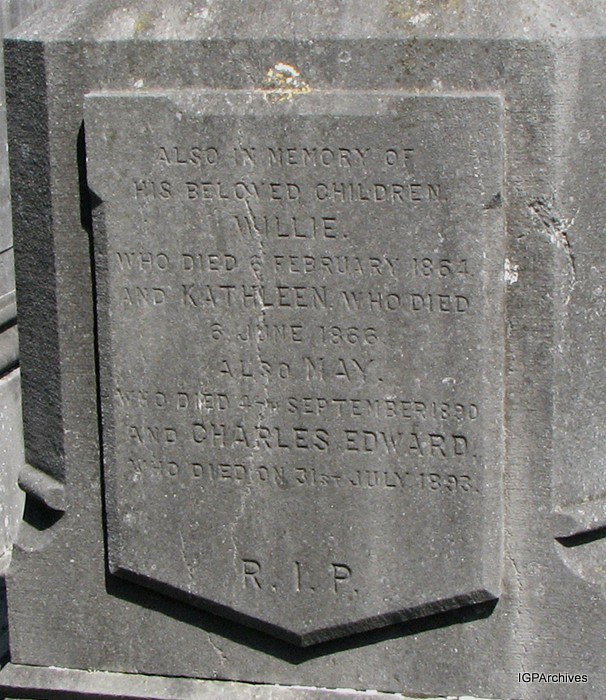 ALSO IN MEMORY OF
HIS BELOVED CHILDREN.
WILLIE.
WHO DIED 6 FEBRUARY 1864.
AND KATHLEEN. WHO DIED
6. JUNE. 1866.
ALSO MAY.
WHO DIED 4TH SEPTEMBER 1890
AND CHARLES EDWARD.
WHO DIED ON 31ST JULY 1893.
R. I. P.
IGPArchives